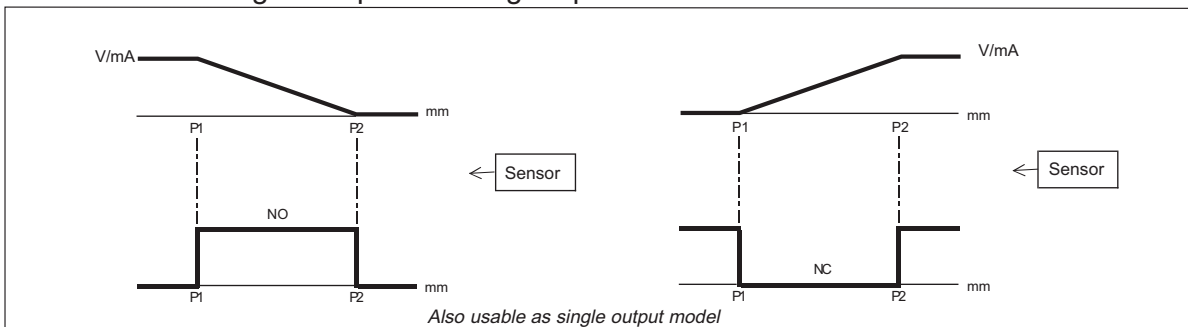 V/mA
mm
P1 P2
Sensor
NO
mm
P1 P2
V/mA
mm
P1 P2
Sensor
NC
mm
P1 P2
Also usable as single output model